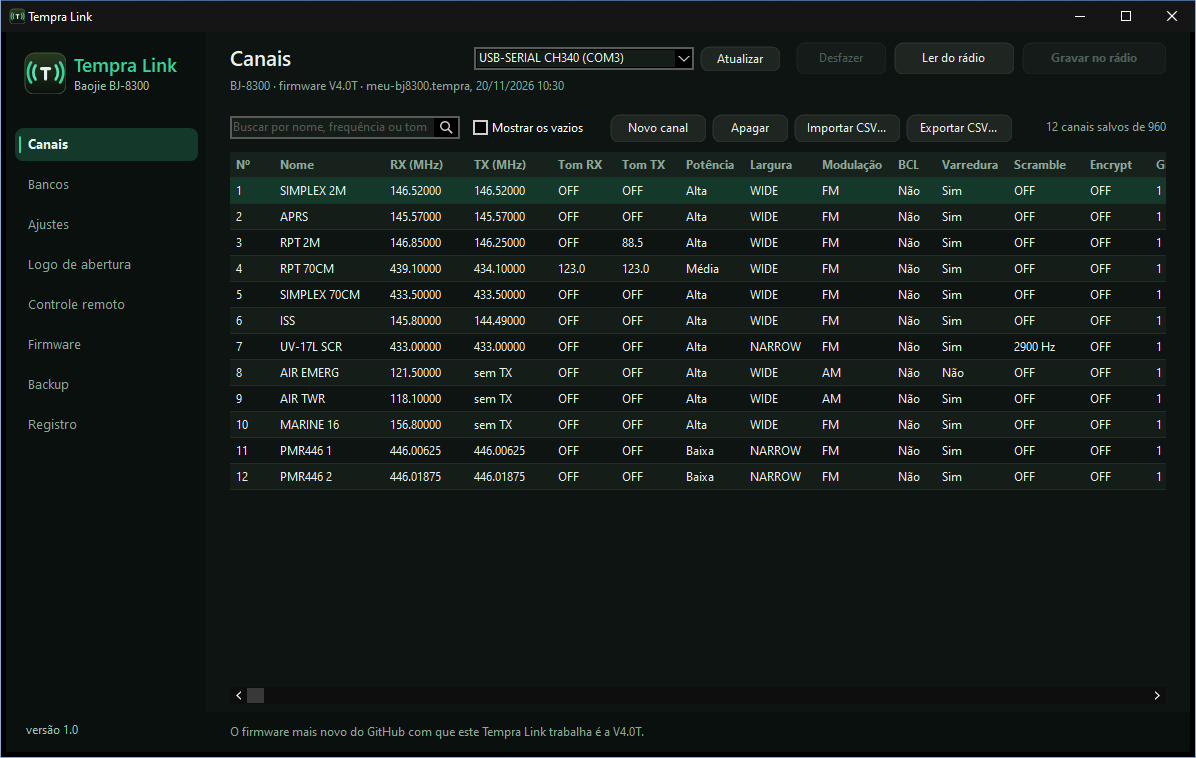 Tempra Link
Tempra Link
Baojie BJ-8300
Canais
Bancos
Ajustes
Logo de abertura
Controle remoto
Firmware
Backup
Registro
versão 1.0
Canais
USB-SERIAL CH340 (COM3) Atualizar Desfazer Ler do rádio Gravar no rádio
BJ-8300 · firmware V4.0T · meu-bj8300.tempra, 20/11/2026 10:30
Buscar por nome, frequência ou tom Mostrar os vazios Novo canal Apagar Importar CSV... Exportar CSV... 12 canais salvos de 960
Nº Nome RX (MHz) TX (MHz) Tom RX Tom TX Potência Largura Modulação BCL Varredura Scramble Encrypt G
1 SIMPLEX 2M 146.52000 146.52000 OFF OFF Alta WIDE FM Não Sim OFF OFF 1
2 APRS 145.57000 145.57000 OFF OFF Alta WIDE FM Não Sim OFF OFF 1
3 RPT 2M 146.85000 146.25000 OFF 88.5 Alta WIDE FM Não Sim OFF OFF 1
4 RPT 70CM 439.10000 434.10000 123.0 123.0 Média WIDE FM Não Sim OFF OFF 1
5 SIMPLEX 70CM 433.50000 433.50000 OFF OFF Alta WIDE FM Não Sim OFF OFF 1
6 ISS 145.80000 144.49000 OFF OFF Alta WIDE FM Não Sim OFF OFF 1
7 UV-17L SCR 433.00000 433.00000 OFF OFF Alta NARROW FM Não Sim 2900 Hz OFF 1
8 AIR EMERG 121.50000 sem TX OFF OFF Alta WIDE AM Não Não OFF OFF 1
9 AIR TWR 118.10000 sem TX OFF OFF Alta WIDE AM Não Sim OFF OFF 1
10 MARINE 16 156.80000 sem TX OFF OFF Alta WIDE FM Não Sim OFF OFF 1
11 PMR446 1 446.00625 446.00625 OFF OFF Baixa NARROW FM Não Sim OFF OFF 1
12 PMR446 2 446.01875 446.01875 OFF OFF Baixa NARROW FM Não Sim OFF OFF 1
O firmware mais novo do GitHub com que este Tempra Link trabalha é a V4.0T.